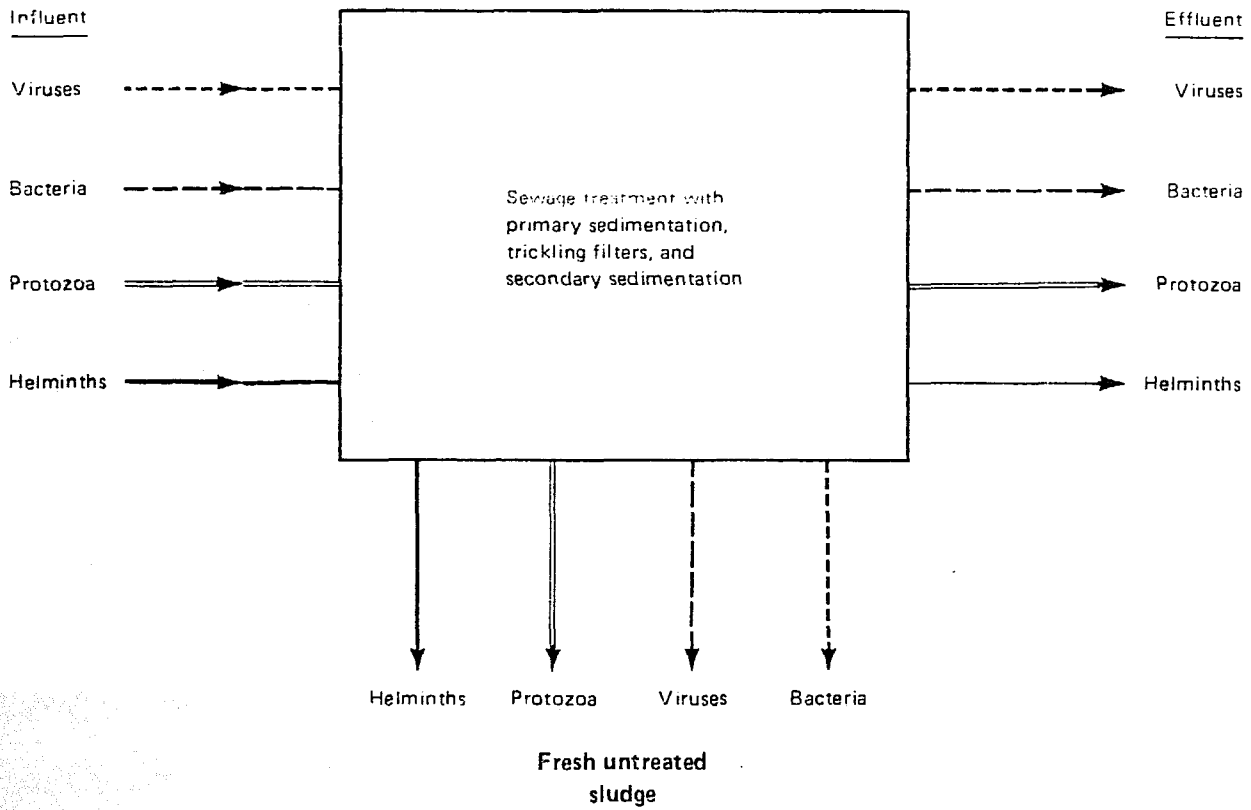 Influent
Effluent
Viruses
Viruses
Bacteria
Bacteria
Sewage treatment with
primary sedimentation,
trickling filters, and
secondary sedimentation
Protozoa
Protozoa
Helminths
Helminths
Helminths
Protozoa
Viruses
Bacteria
Fresh untreated
sludge